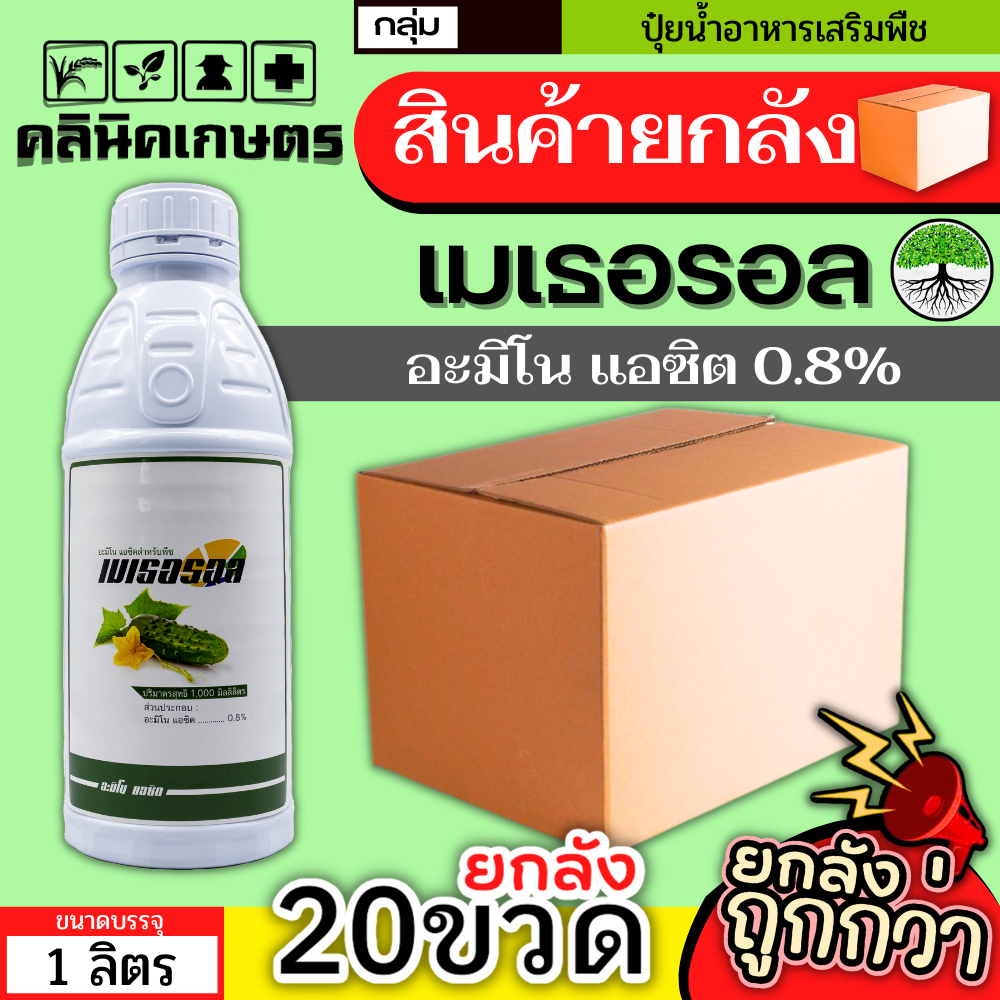 กลุ่ม
ปุ๋ยน้ำอาหารเสริมพืช
คลินิคเกษตร
สินค้ายกลัง
เมเธอรอล
อะมิโน แอซิต 0.8%
อะมิโน แอซิตสำหรับพืช
เมเธอรอล
ปริมาตรสุทธิ 1,000 มิลลิลิตร
ส่วนประกอบ :
อะมิโน แอซิต ............. 0.8%
อะมิโน แอซิด
ยกลัง
20ขวด
ยกลัง
ถูกกว่า
ขนาดบรรจุ
1 ลิตร